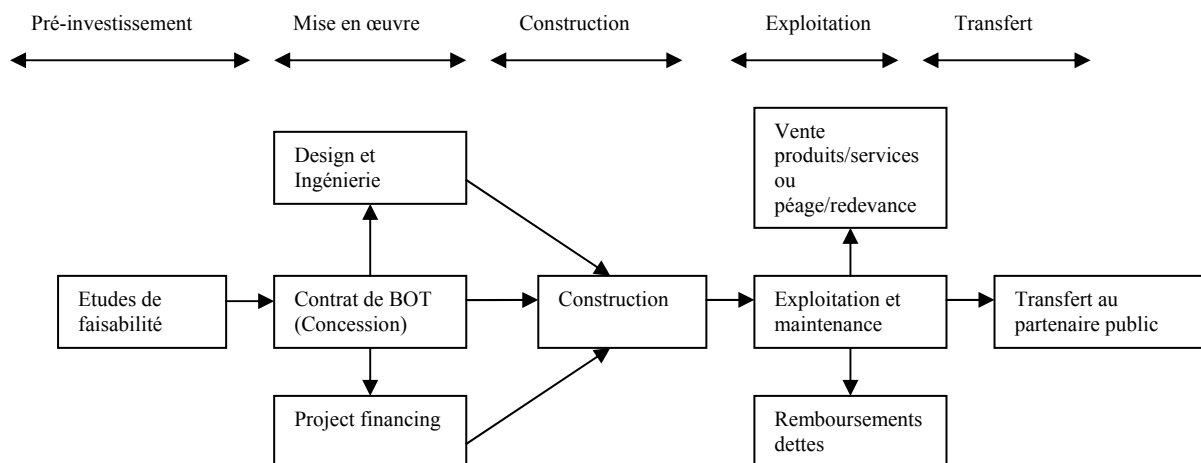 Pré-investissement
Mise en œuvre
Construction
Exploitation
Transfert
Design et
Ingénierie
Vente
produits/services
ou
péage/redevance
Etudes de
faisabilité
Contrat de BOT
(Concession)
Construction
Exploitation et
maintenance
Transfert au
partenaire public
Project financing
Remboursements
dettes